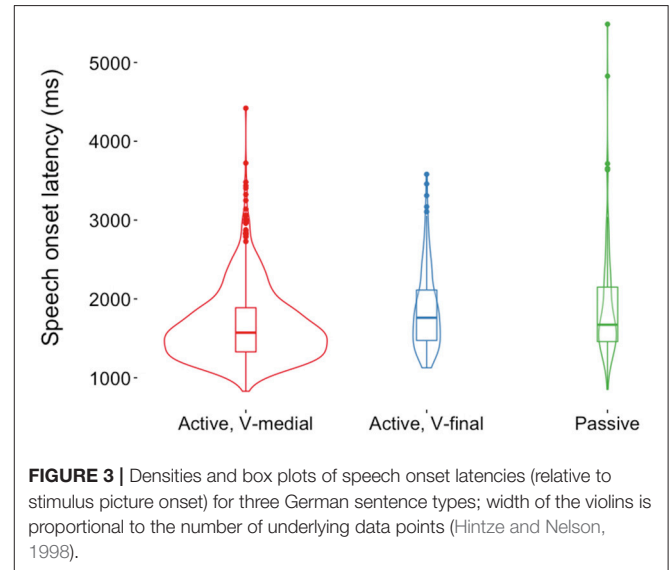 Speech onset latency (ms)
5000
4000
3000
2000
1000
Active, V-medial
Active, V-final
Passive
FIGURE 3 | Densities and box plots of speech onset latencies (relative to
stimulus picture onset) for three German sentence types; width of the violins is
proportional to the number of underlying data points (Hintze and Nelson,
1998).